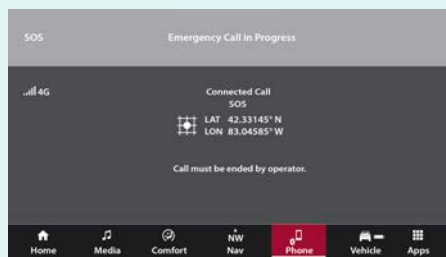 SOS
Emergency Call in Progress
4G
Connected Call
SOS
LAT 42.33145° N
LON 83.04585° W
Call must be ended by operator.
Home
Media
Comfort
NW
Nav
0
Phone
Vehicle
Apps